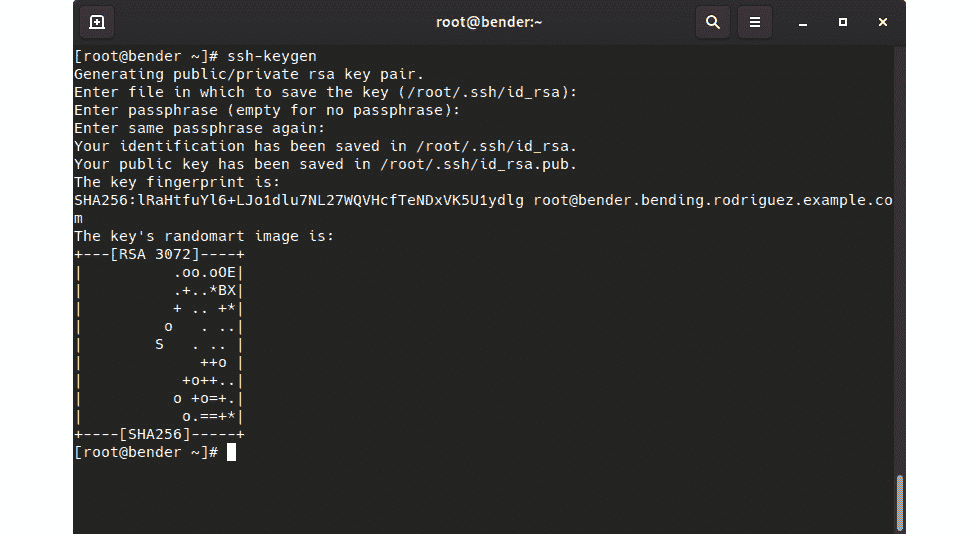 root@bender:~
[root@bender ~]# ssh-keygen
Generating public/private rsa key pair.
Enter file in which to save the key (/root/.ssh/id_rsa):
Enter passphrase (empty for no passphrase):
Enter same passphrase again:
Your identification has been saved in /root/.ssh/id_rsa.
Your public key has been saved in /root/.ssh/id_rsa.pub.
The key fingerprint is:
SHA256:lRaHtfuYl6+LJo1dlu7NL27WQVHcfTeNDxVK5U1ydlg root@bender.bending.rodriguez.example.co
m
The key's randomart image is:
+---[RSA 3072]----+
|          .oo.oOE|
|          .+..*BX|
|          + .. +*|
|         o   . ..|
|        S   . .. |
|             ++o |
|           +o++..|
|          o +o=+.|
|           o.==+*|
+----[SHA256]-----+
[root@bender ~]#